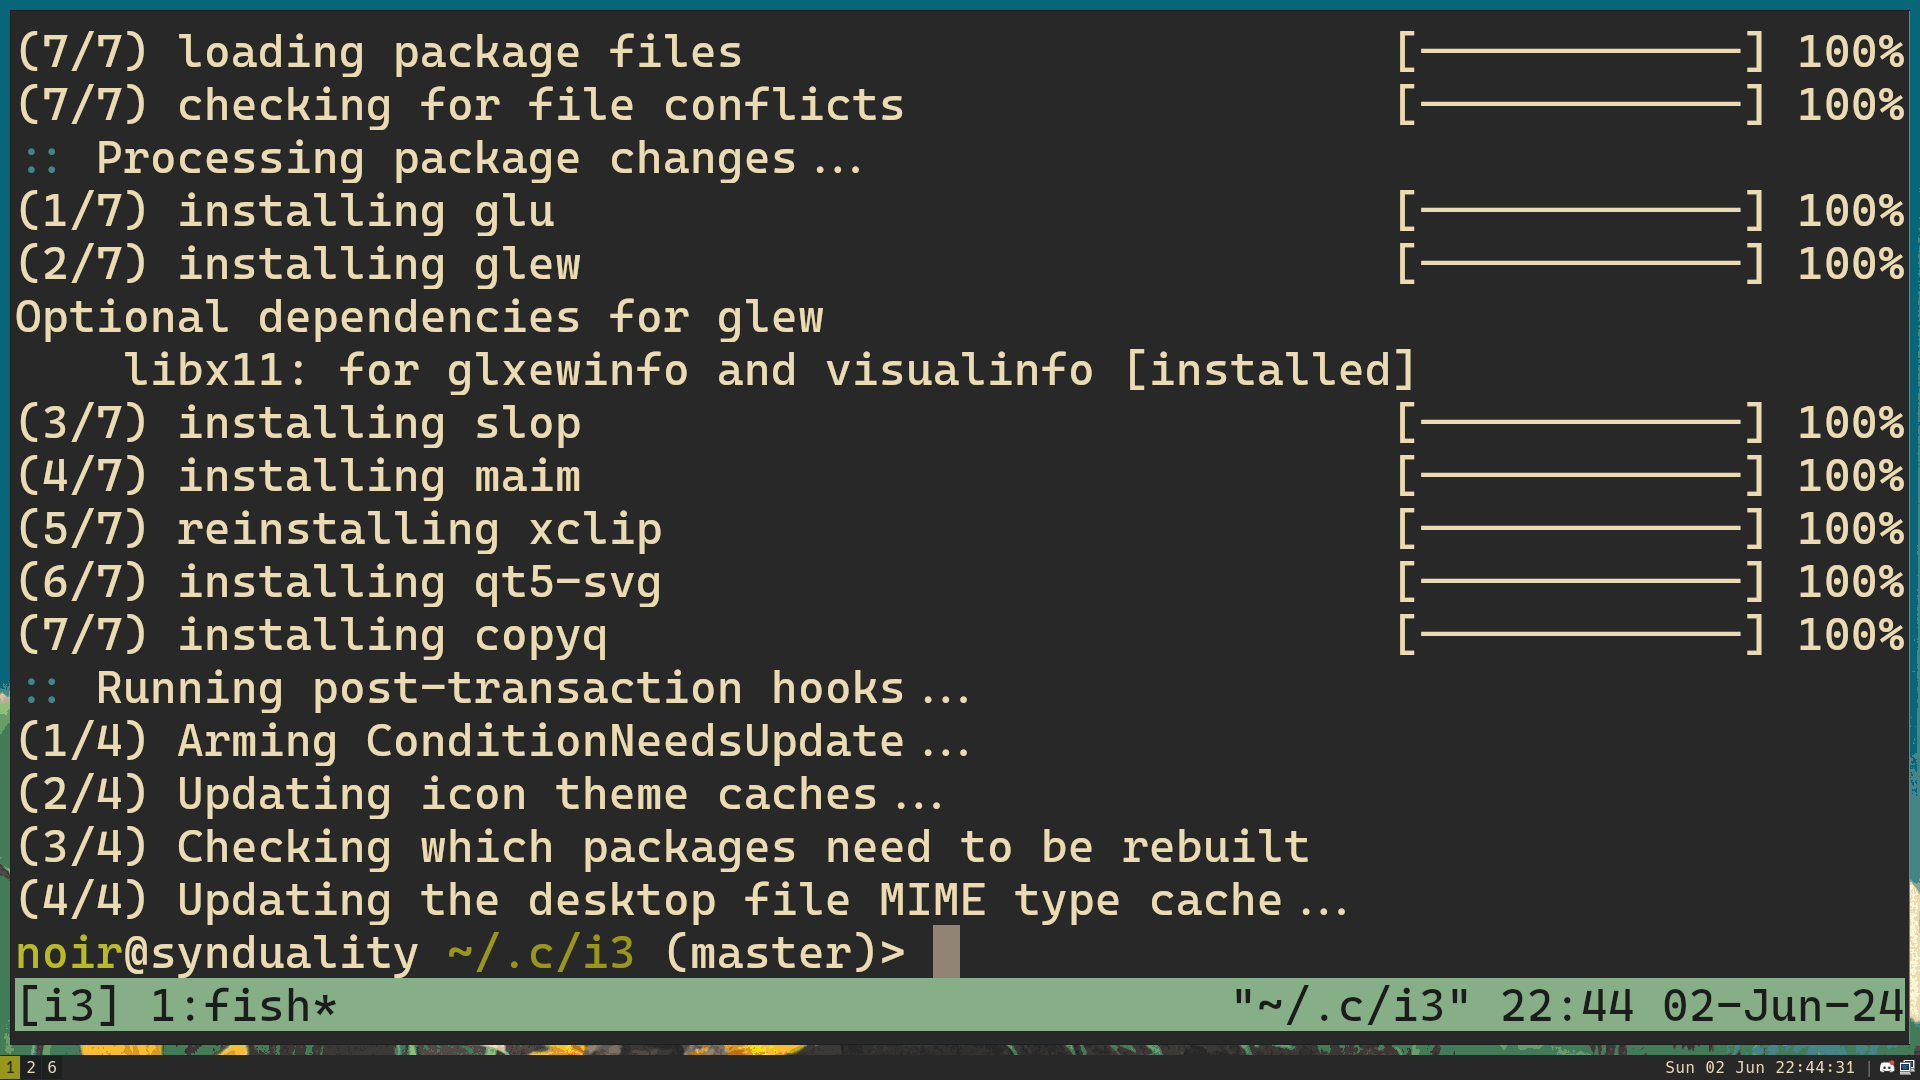 (7/7) loading package files [────────────] 100%
(7/7) checking for file conflicts [────────────] 100%
:: Processing package changes...
(1/7) installing glu [────────────] 100%
(2/7) installing glew [────────────] 100%
Optional dependencies for glew
    libx11: for glxewinfo and visualinfo [installed]
(3/7) installing slop [────────────] 100%
(4/7) installing maim [────────────] 100%
(5/7) reinstalling xclip [────────────] 100%
(6/7) installing qt5-svg [────────────] 100%
(7/7) installing copyq [────────────] 100%
:: Running post-transaction hooks...
(1/4) Arming ConditionNeedsUpdate...
(2/4) Updating icon theme caches...
(3/4) Checking which packages need to be rebuilt
(4/4) Updating the desktop file MIME type cache...
noir@synduality ~/.c/i3 (master)>
[i3] 1:fish* "~/.c/i3" 22:44 02-Jun-24
1 2 6 Sun 02 Jun 22:44:31 |